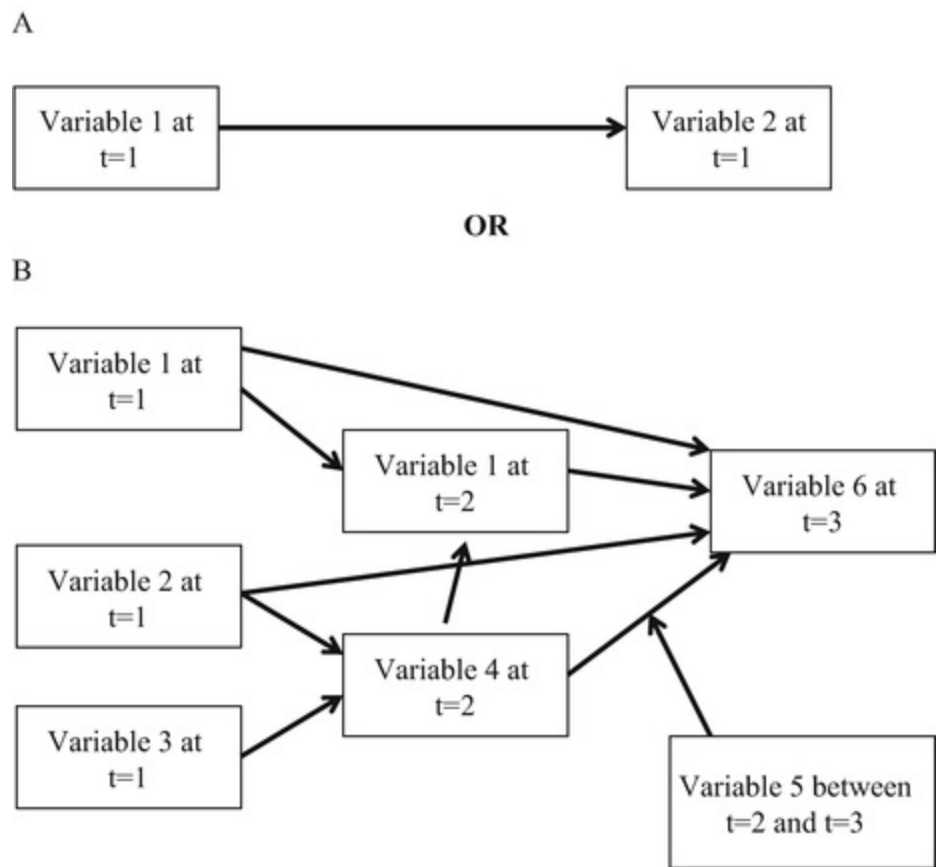 A
Variable 1 at
t=1
Variable 2 at
t=1
OR
B
Variable 1 at
t=1
Variable 1 at
t=2
Variable 6 at
t=3
Variable 2 at
t=1
Variable 4 at
t=2
Variable 3 at
t=1
Variable 5 between
t=2 and t=3